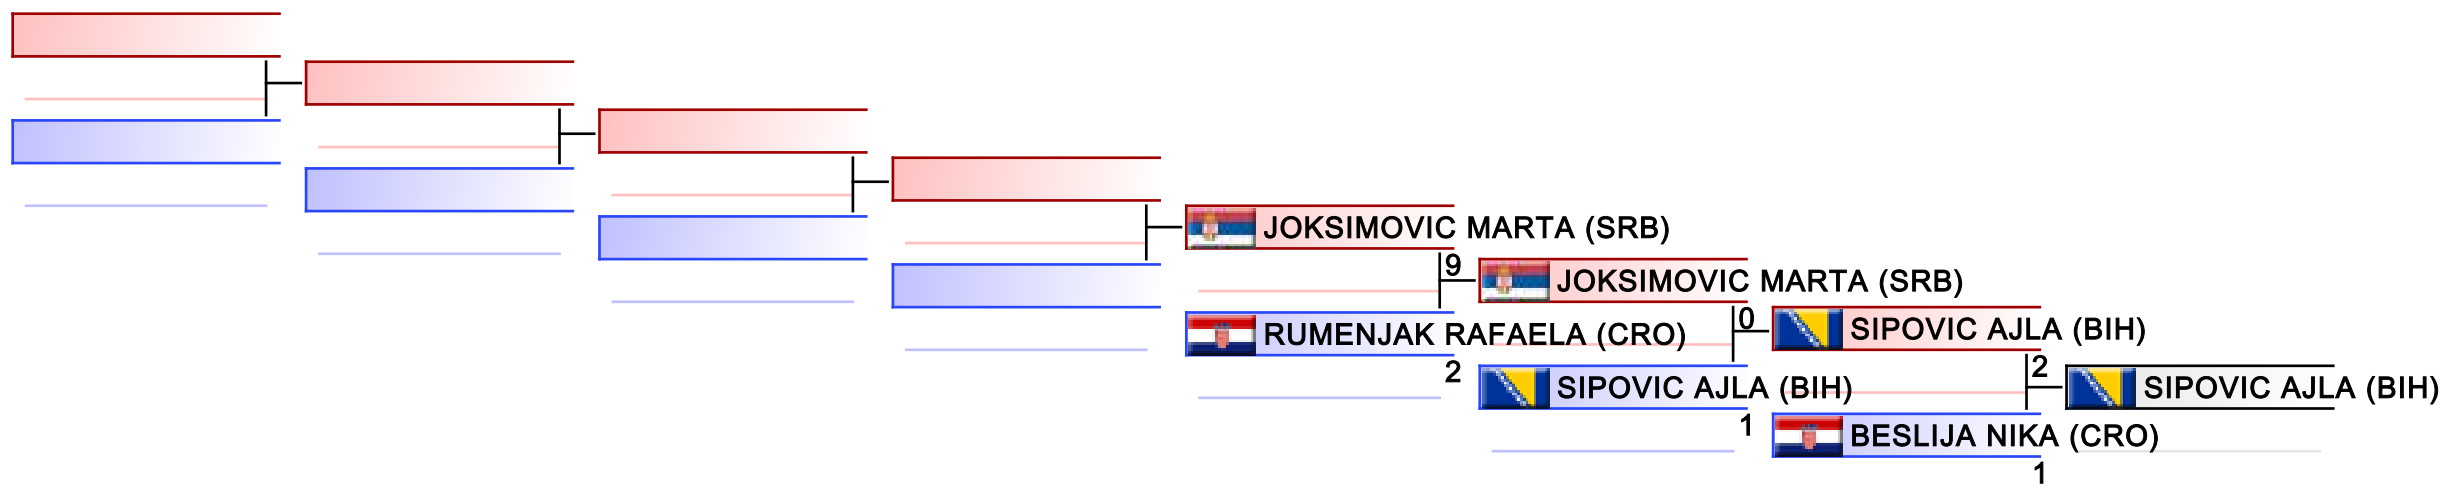 JOKSIMOVIC MARTA (SRB)
9
JOKSIMOVIC MARTA (SRB)
RUMENJAK RAFAELA (CRO)
2
0
SIPOVIC AJLA (BIH)
SIPOVIC AJLA (BIH)
1
2
SIPOVIC AJLA (BIH)
BESLIJA NIKA (CRO)
1